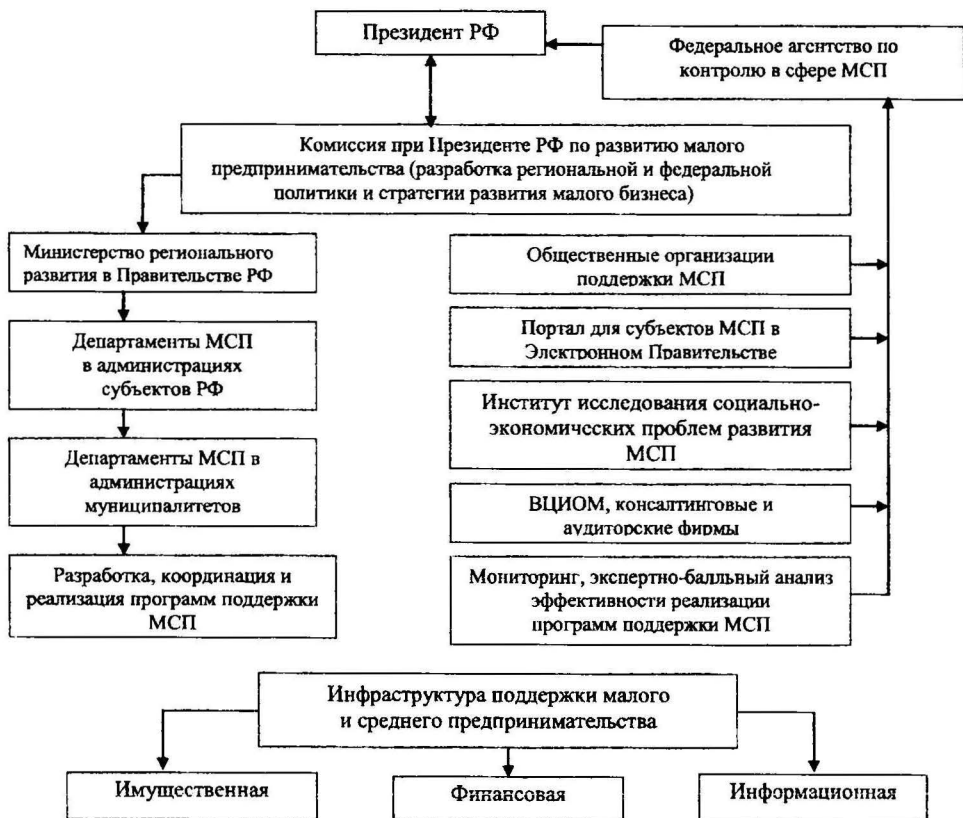 Президент РФ
Федеральное агентство по
контролю в сфере МСП
Комиссия при Президенте РФ по развитию малого
предпринимательства (разработка региональной и федеральной
политики и стратегии развития малого бизнеса)
Министерство регионального
развития в Правительстве РФ
Департаменты МСП
в администрациях
субъектов РФ
Департаменты МСП в
администрациях
муниципалитетов
Разработка, координация и
реализация программ поддержки
МСП
Общественные организации
поддержки МСП
Портал для субъектов МСП в
Электронном Правительстве
Институт исследования социально-
экономических проблем развития
МСП
ВЦИОМ, консалтинговые и
аудиторские фирмы
Мониторинг, экспертно-балльный анализ
эффективности реализации
программ поддержки МСП
Инфраструктура поддержки малого
и среднего предпринимательства
Имущественная
Финансовая
Информационная